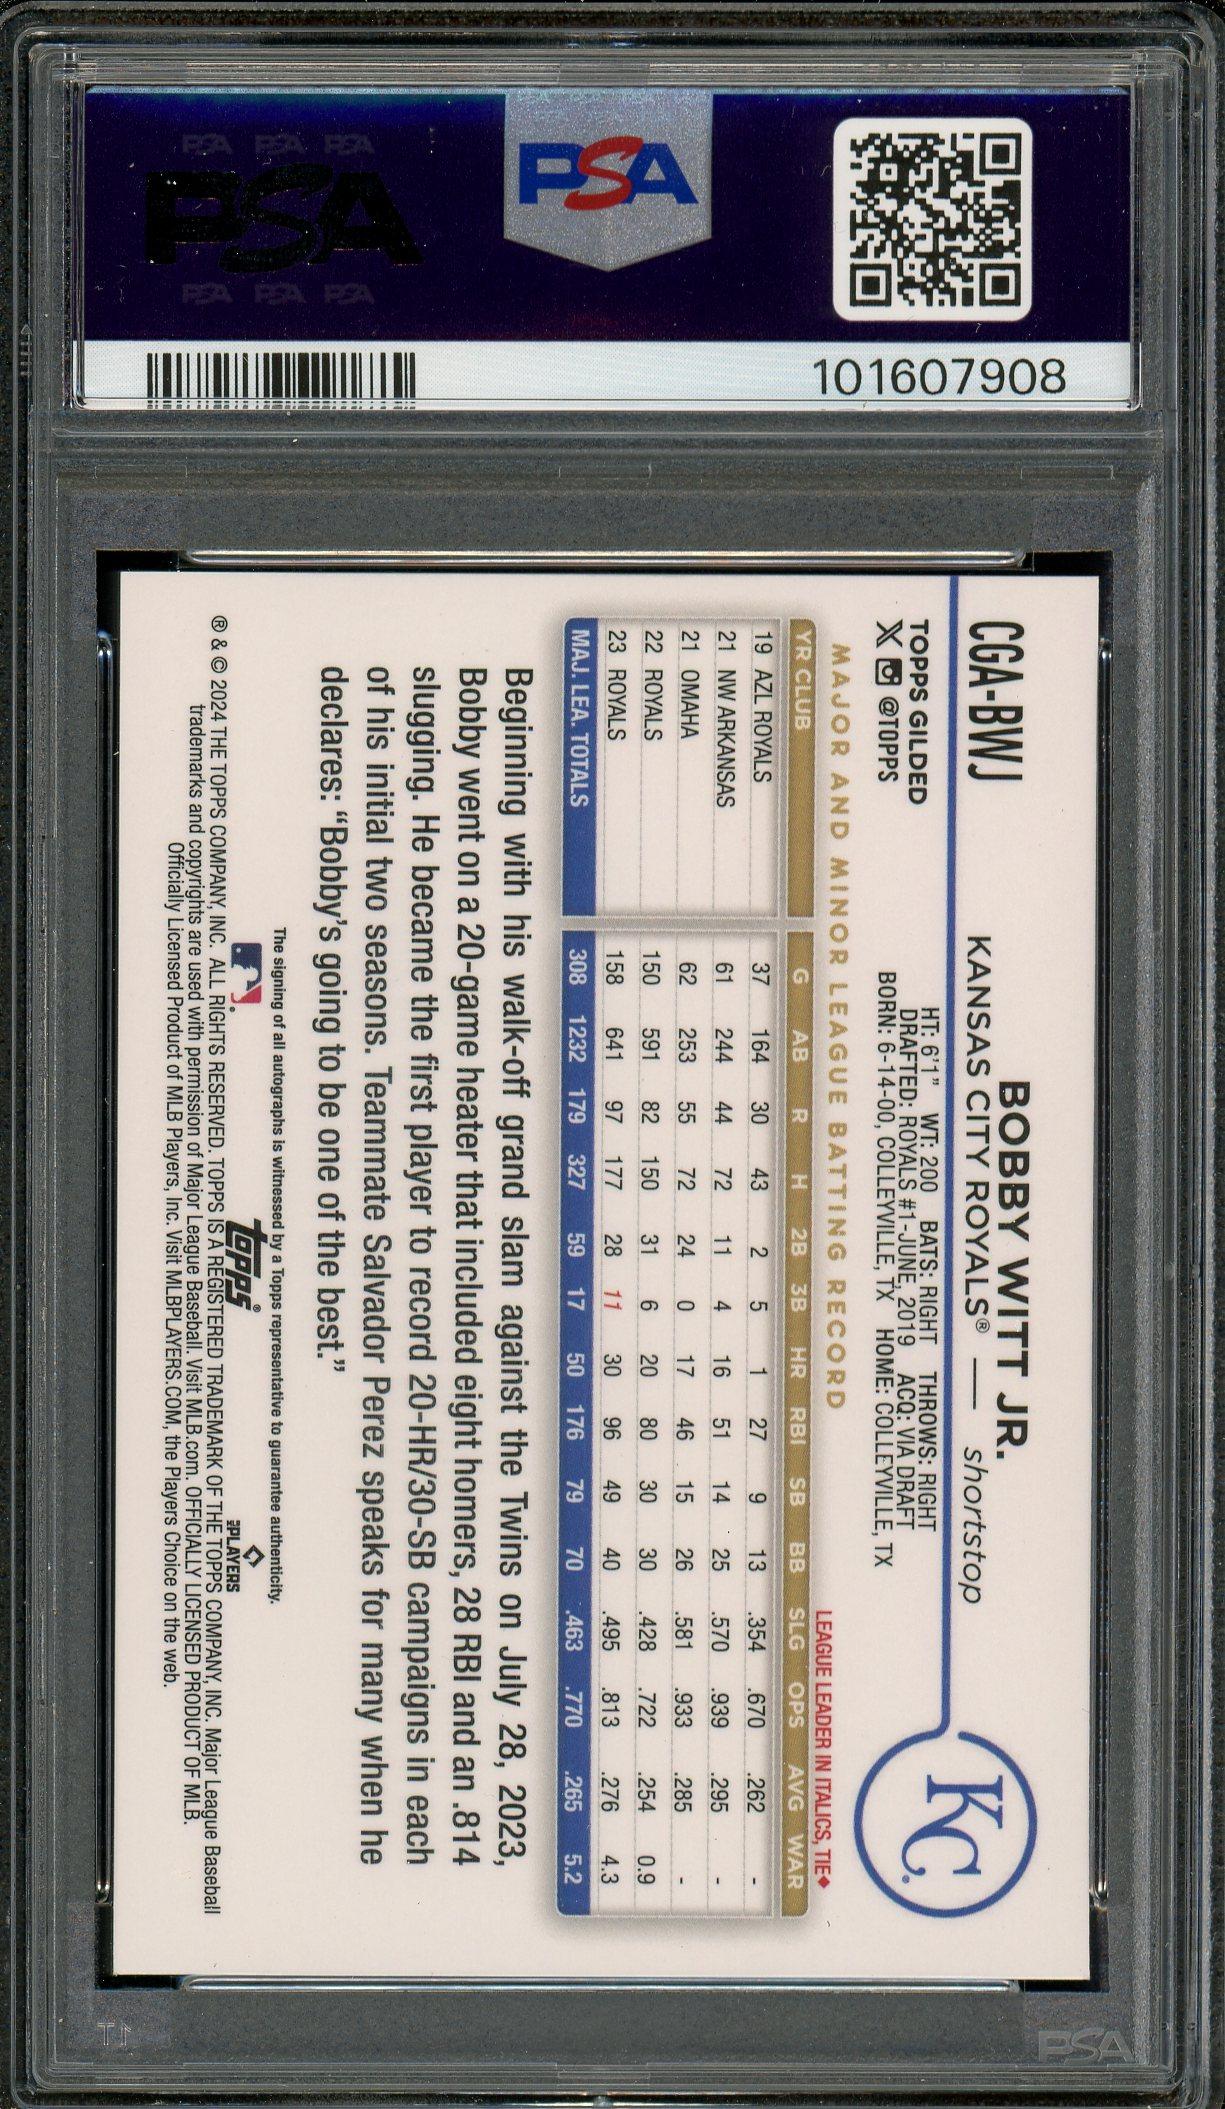 PSA PSA PSA
PSA
PSA PSA PSA
PSA
101607908
CGA-BWJ
BOBBY WITT JR.
KANSAS CITY ROYALS® — shortstop
KC
TOPPS GILDED
X @TOPPS
HT: 6'1" WT: 200 BATS: RIGHT THROWS: RIGHT
DRAFTED: ROYALS #1-JUNE, 2019 ACQ: VIA DRAFT
BORN: 6-14-00, COLLEYVILLE, TX HOME: COLLEYVILLE, TX
MAJOR AND MINOR LEAGUE BATTING RECORD
LEAGUE LEADER IN ITALICS, TIE◆
YR CLUB G AB R H 2B 3B HR RBI SB BB SLG OPS AVG WAR
19 AZL ROYALS 37 164 30 43 2 5 1 27 9 13 .354 .670 .262 -
21 NW ARKANSAS 61 244 44 72 11 4 16 51 14 25 .570 .939 .295 -
21 OMAHA 62 253 55 72 24 0 17 46 15 26 .581 .933 .285 -
22 ROYALS 150 591 82 150 31 6 20 80 30 30 .428 .722 .254 0.9
23 ROYALS 158 641 97 177 28 11 30 96 49 40 .495 .813 .276 4.3
MAJ. LEA. TOTALS 308 1232 179 327 59 17 50 176 79 70 .463 .770 .265 5.2
Beginning with his walk-off grand slam against the Twins on July 28, 2023,
Bobby went on a 20-game heater that included eight homers, 28 RBI and an .814
slugging. He became the first player to record 20-HR/30-SB campaigns in each
of his initial two seasons. Teammate Salvador Perez speaks for many when he
declares: "Bobby's going to be one of the best."
The signing of all autographs is witnessed by a Topps representative to guarantee authenticity.
topps®
PLAYERS
® & © 2024 THE TOPPS COMPANY, INC. ALL RIGHTS RESERVED. TOPPS IS A REGISTERED TRADEMARK OF THE TOPPS COMPANY, INC. Major League Baseball
trademarks and copyrights are used with permission of Major League Baseball. Visit MLB.com. OFFICIALLY LICENSED PRODUCT OF MLB.
Officially Licensed Product of MLB Players, Inc. Visit MLBPLAYERS.COM, the Players Choice on the web.
PSA